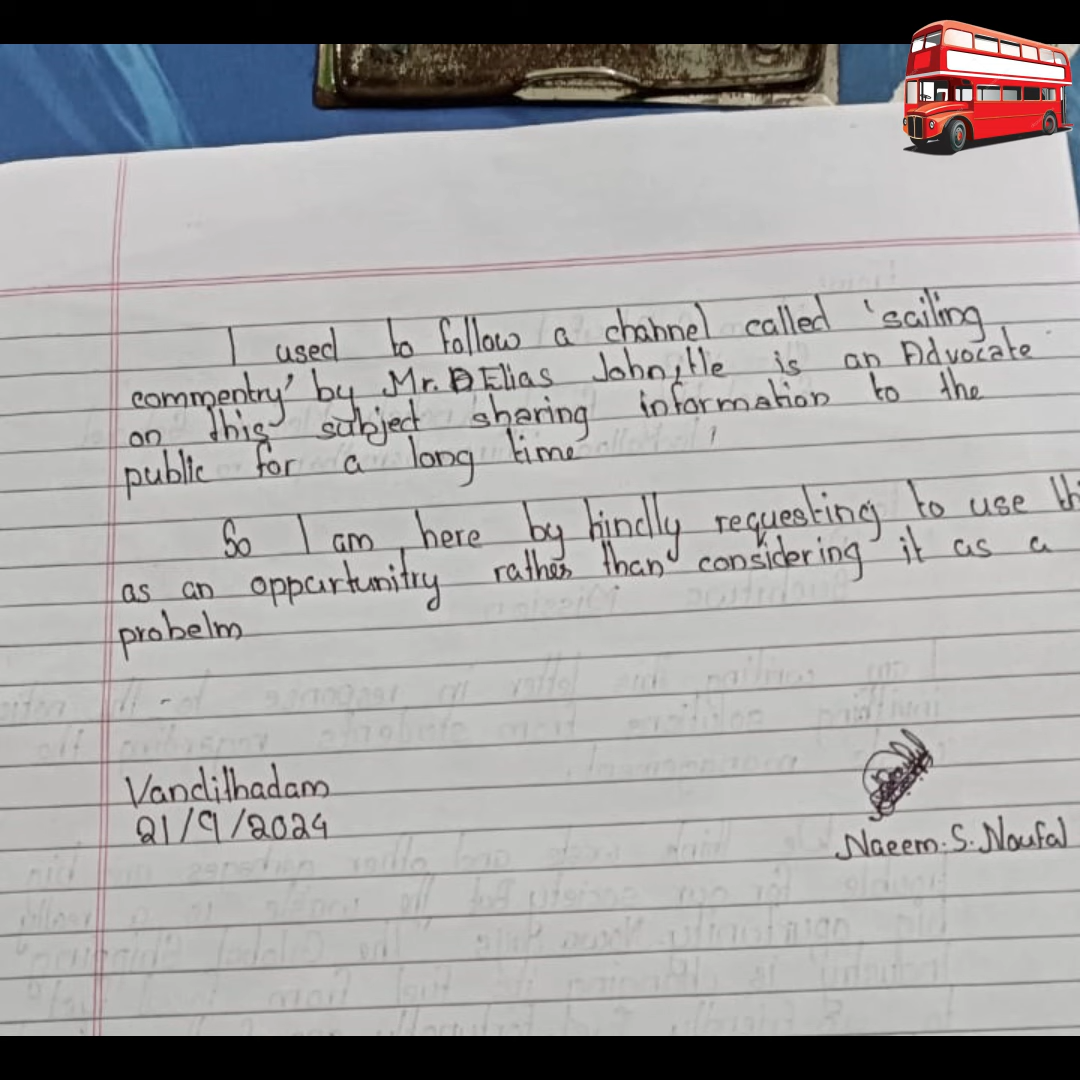 I used to follow a channel called 'sailing
commentry' by Mr. Elias John, He is an Advocate
on this subject sharing information to the
public for a long time
So I am here by kindly requesting to use thi
as an oppartunitry rather than considering it as a
probelm
Vandithadam
21/9/2024
Naeem. S. Noufal